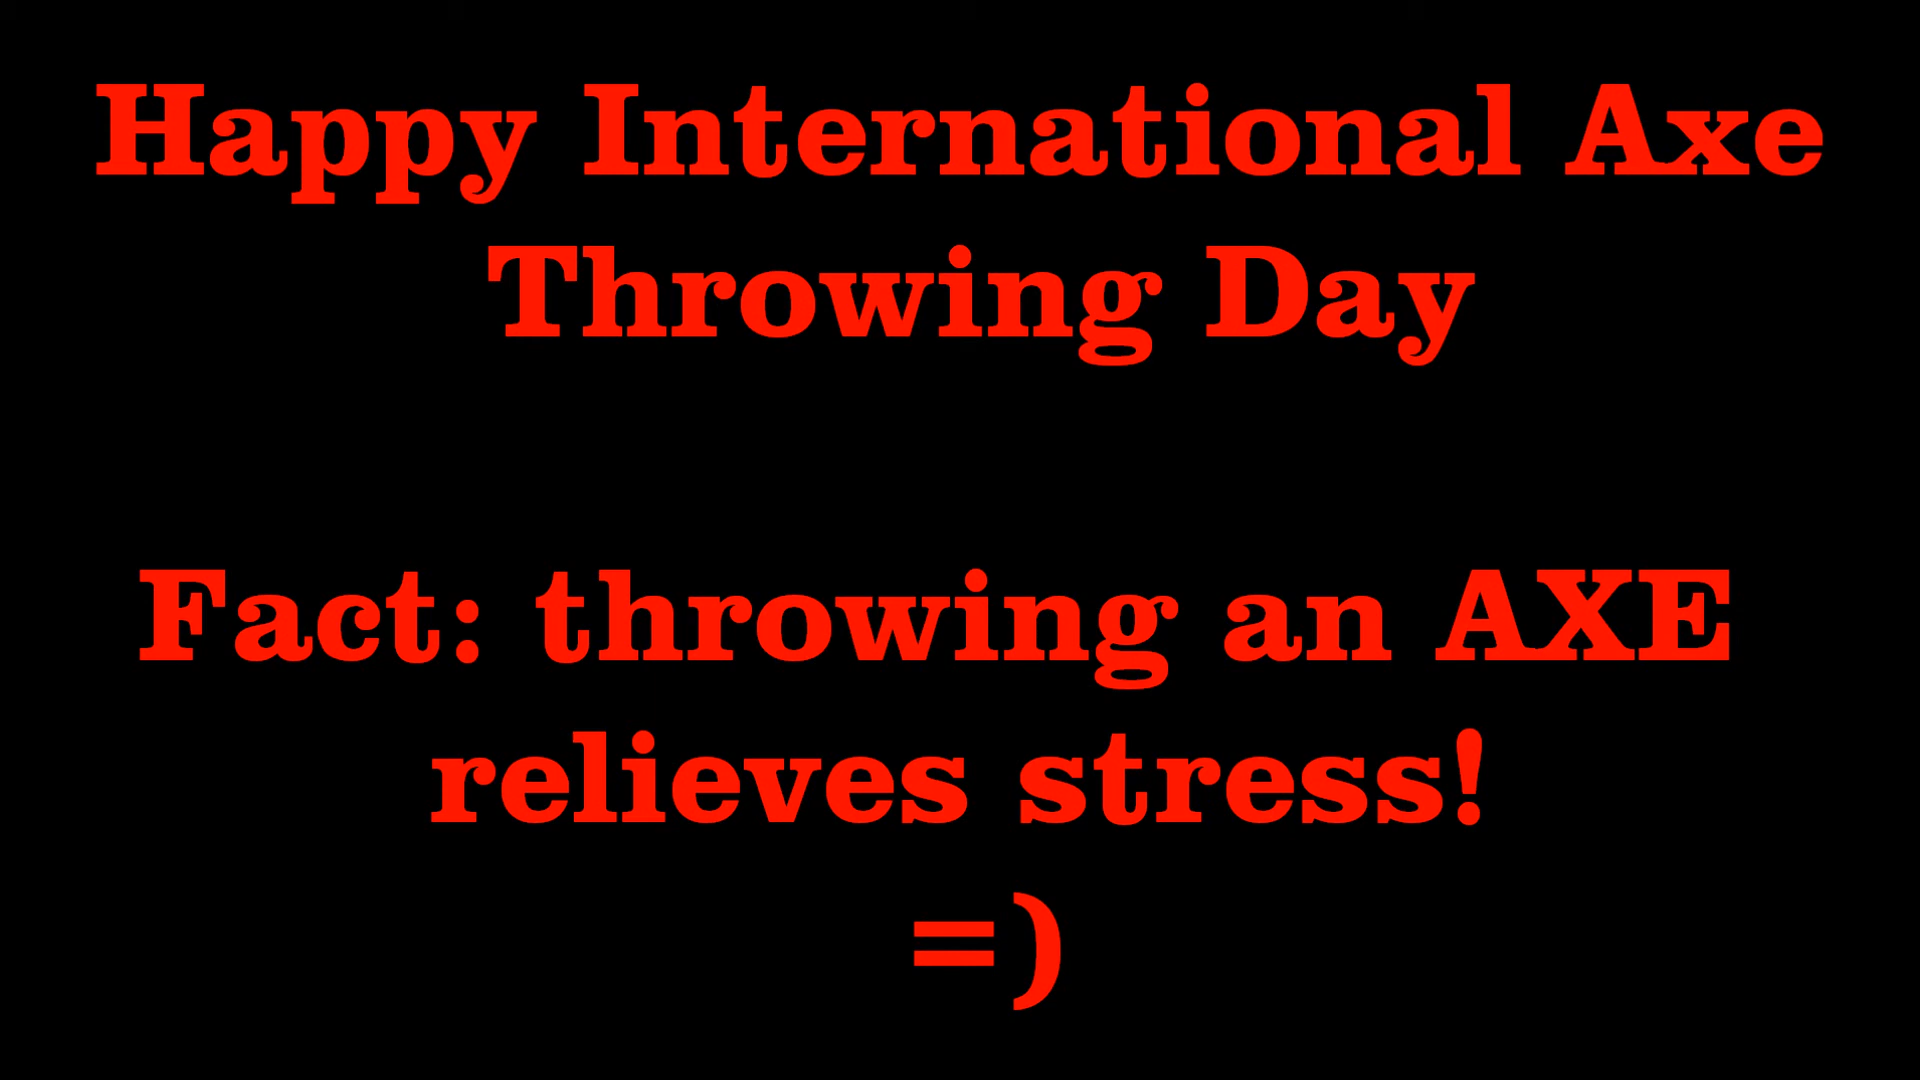 Happy International Axe
Throwing Day
Fact: throwing an AXE
relieves stress!
=)